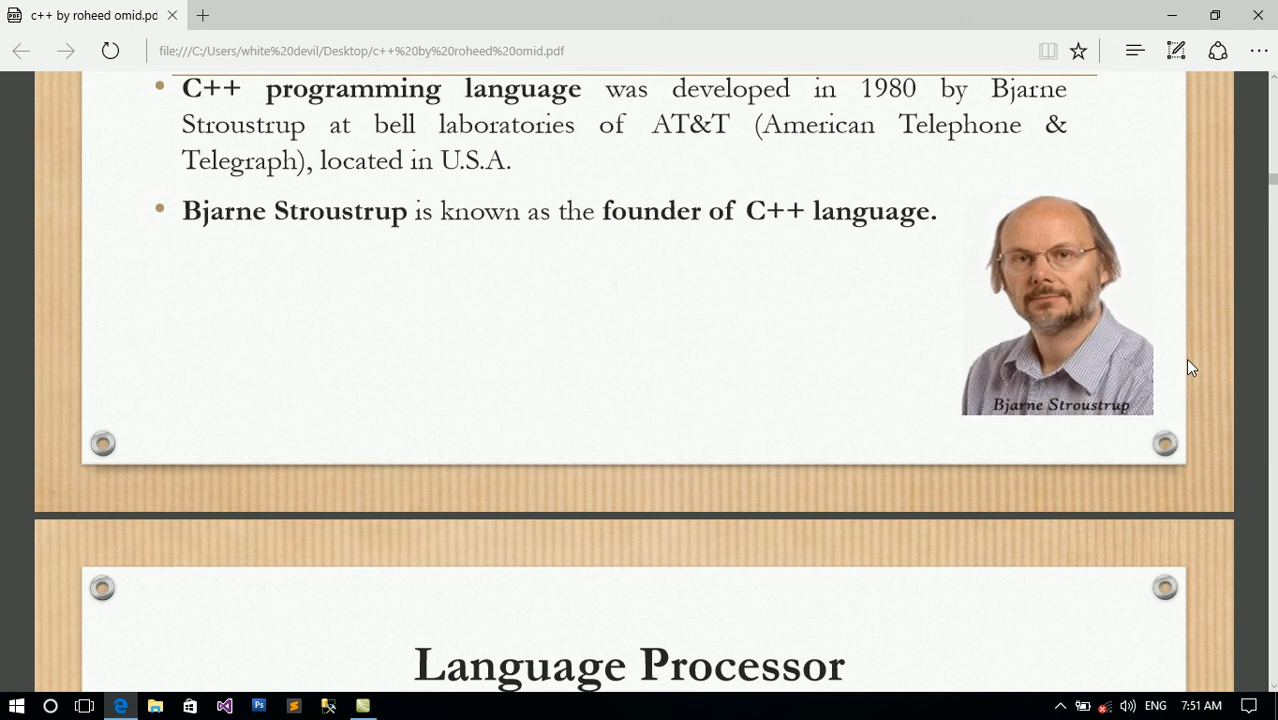 c++ by roheed omid.pd
file:///C:/Users/white%20devil/Desktop/c++%20by%20roheed%20omid.pdf
• C++ programming language was developed in 1980 by Bjarne
Stroustrup at bell laboratories of AT&T (American Telephone &
Telegraph), located in U.S.A.
• Bjarne Stroustrup is known as the founder of C++ language.
Bjarne Stroustrup
Language Processor
ENG 7:51 AM